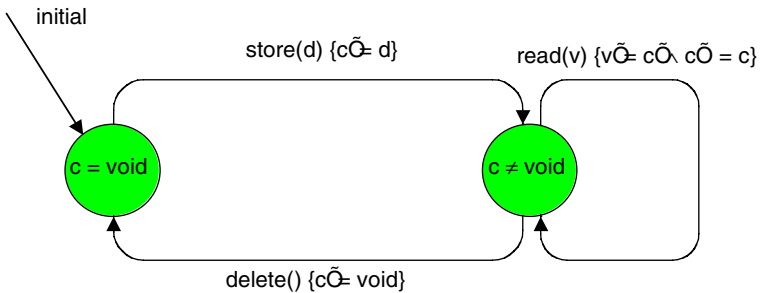 initial
store(d) {cÕ= d}
read(v) {vÕ= cÕ∧ cÕ = c}
c = void
c ≠ void
delete() {cÕ= void}